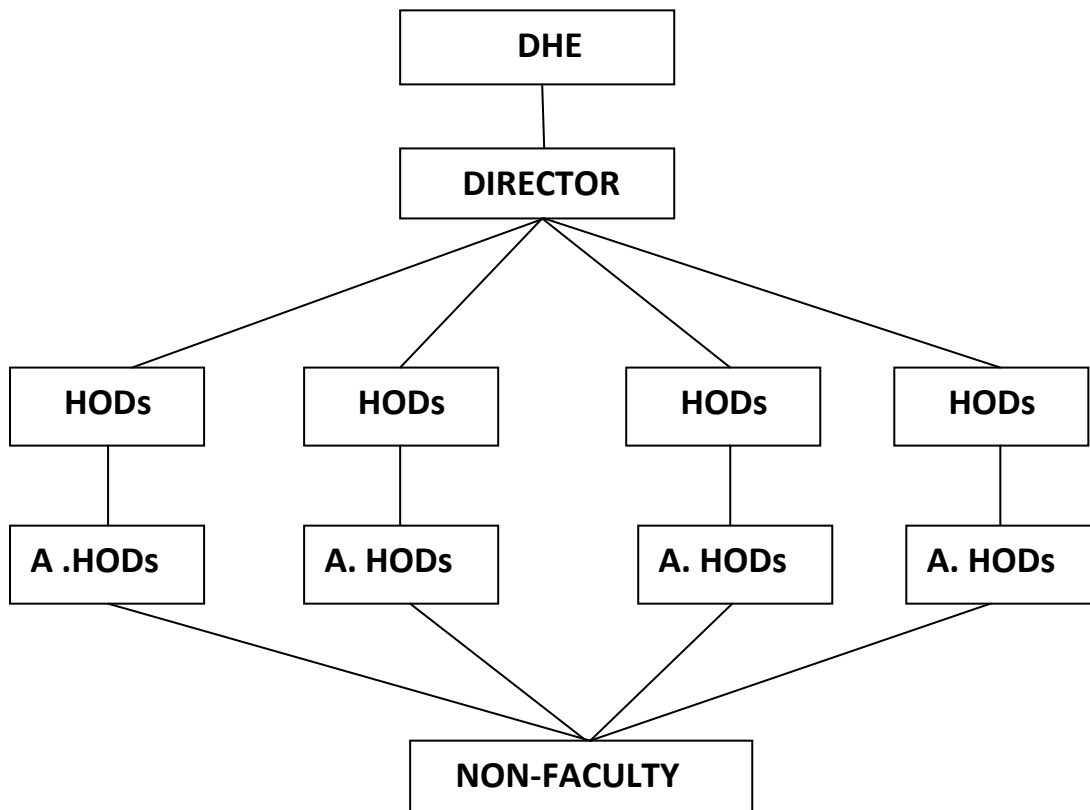 DHE
DIRECTOR
HODs HODs HODs HODs
A .HODs A. HODs A. HODs A. HODs
NON-FACULTY